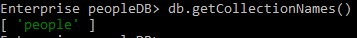 Enterprise peopleDB> db.getCollectionNames()
[ 'people' ]